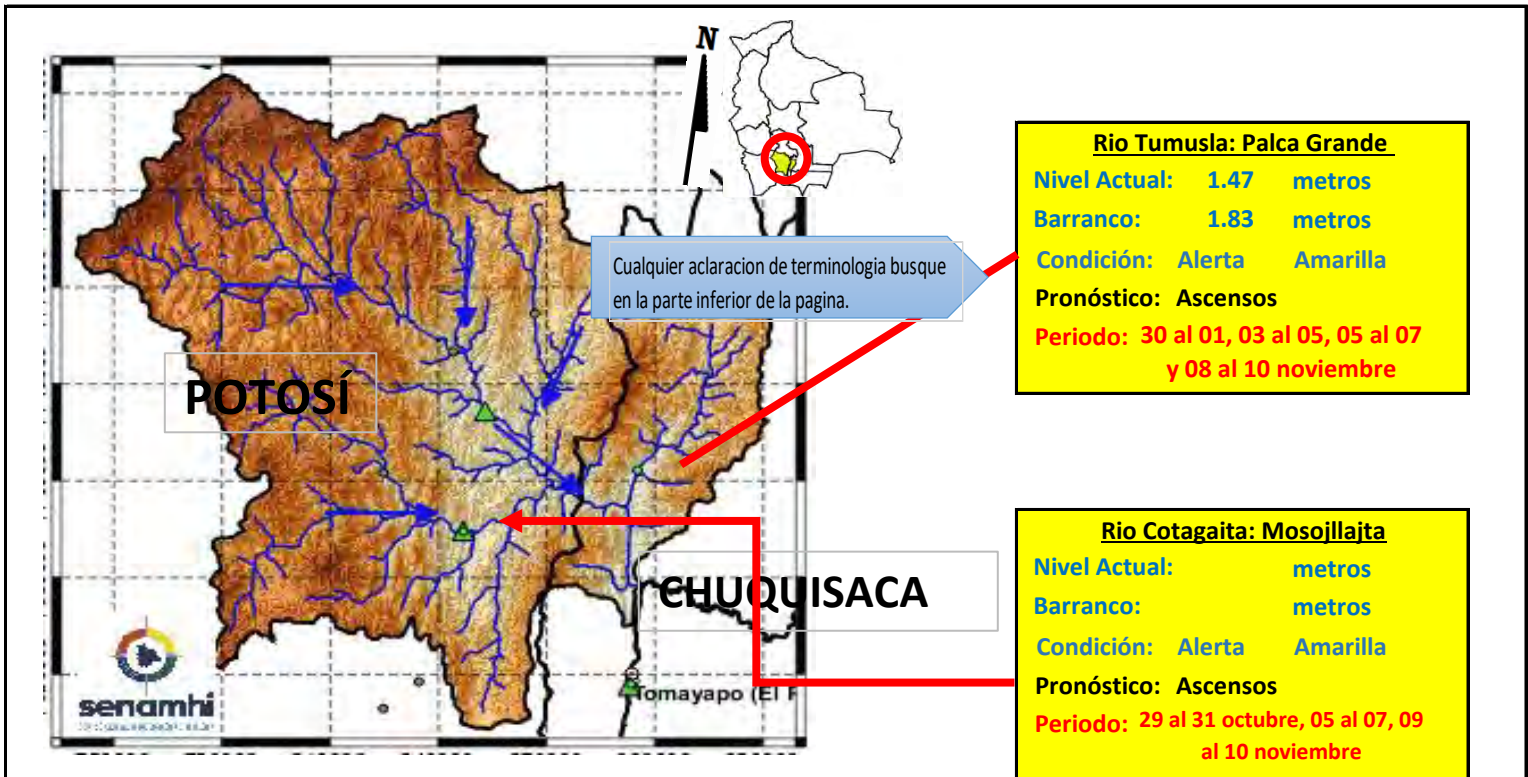 N
Rio Tumusla: Palca Grande
Nivel Actual: 1.47 metros
Barranco: 1.83 metros
Condición: Alerta Amarilla
Pronóstico: Ascensos
Periodo: 30 al 01, 03 al 05, 05 al 07
y 08 al 10 noviembre
Cualquier aclaracion de terminologia busque
en la parte inferior de la pagina.
POTOSÍ
CHUQUISACA
Rio Cotagaita: Mosojllajta
Nivel Actual: metros
Barranco: metros
Condición: Alerta Amarilla
Pronóstico: Ascensos
Periodo: 29 al 31 octubre, 05 al 07, 09
al 10 noviembre
senamhi
Tomayapo (El